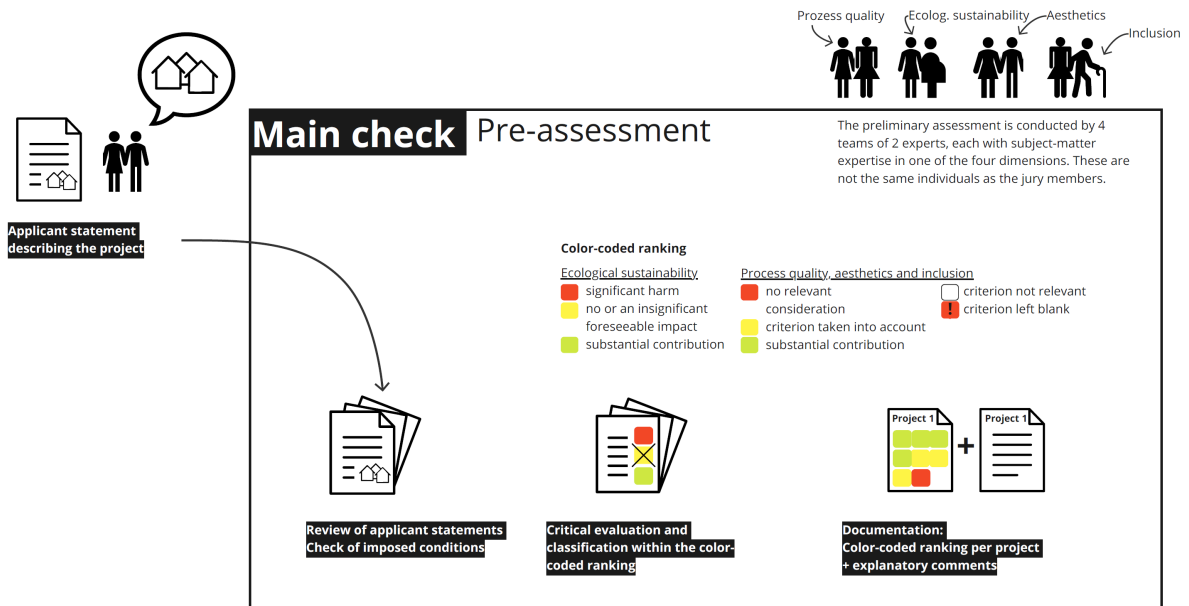 Prozess quality
Ecolog. sustainability
Aesthetics
Inclusion
Main check
Pre-assessment
The preliminary assessment is conducted by 4
teams of 2 experts, each with subject-matter
expertise in one of the four dimensions. These are
not the same individuals as the jury members.
Applicant statement
describing the project
Color-coded ranking
Ecological sustainability
significant harm
no or an insignificant
foreseeable impact
substantial contribution
Process quality, aesthetics and inclusion
no relevant
consideration
criterion taken into account
substantial contribution
criterion not relevant
! criterion left blank
Review of applicant statements
Check of imposed conditions
Critical evaluation and
classification within the color-
coded ranking
Project 1
+
Project 1
Documentation:
Color-coded ranking per project
+ explanatory comments